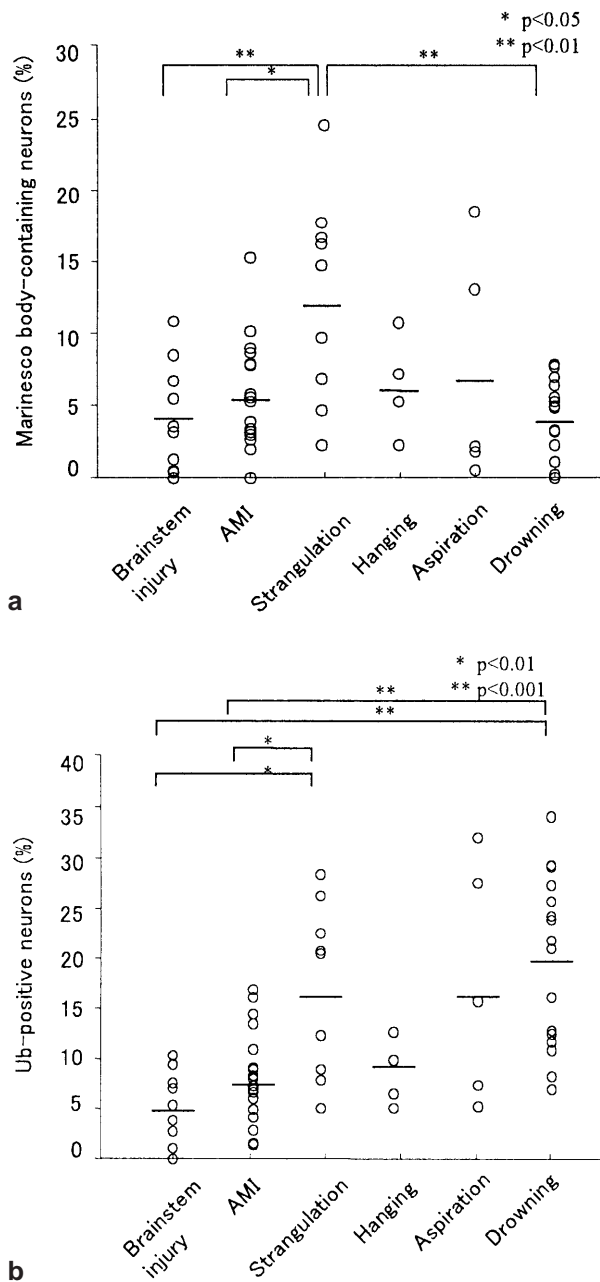 * p<0.05
** p<0.01
Marinesco body-containing neurons (%)
30
25
20
15
10
5
0
**
*
**
Brainstem
injury
AMI
Strangulation
Hanging
Aspiration
Drowning
a
* p<0.01
** p<0.001
**
**
*
*
Ub-positive neurons (%)
40
35
30
25
20
15
10
5
0
Brainstem
injury
AMI
Strangulation
Hanging
Aspiration
Drowning
b